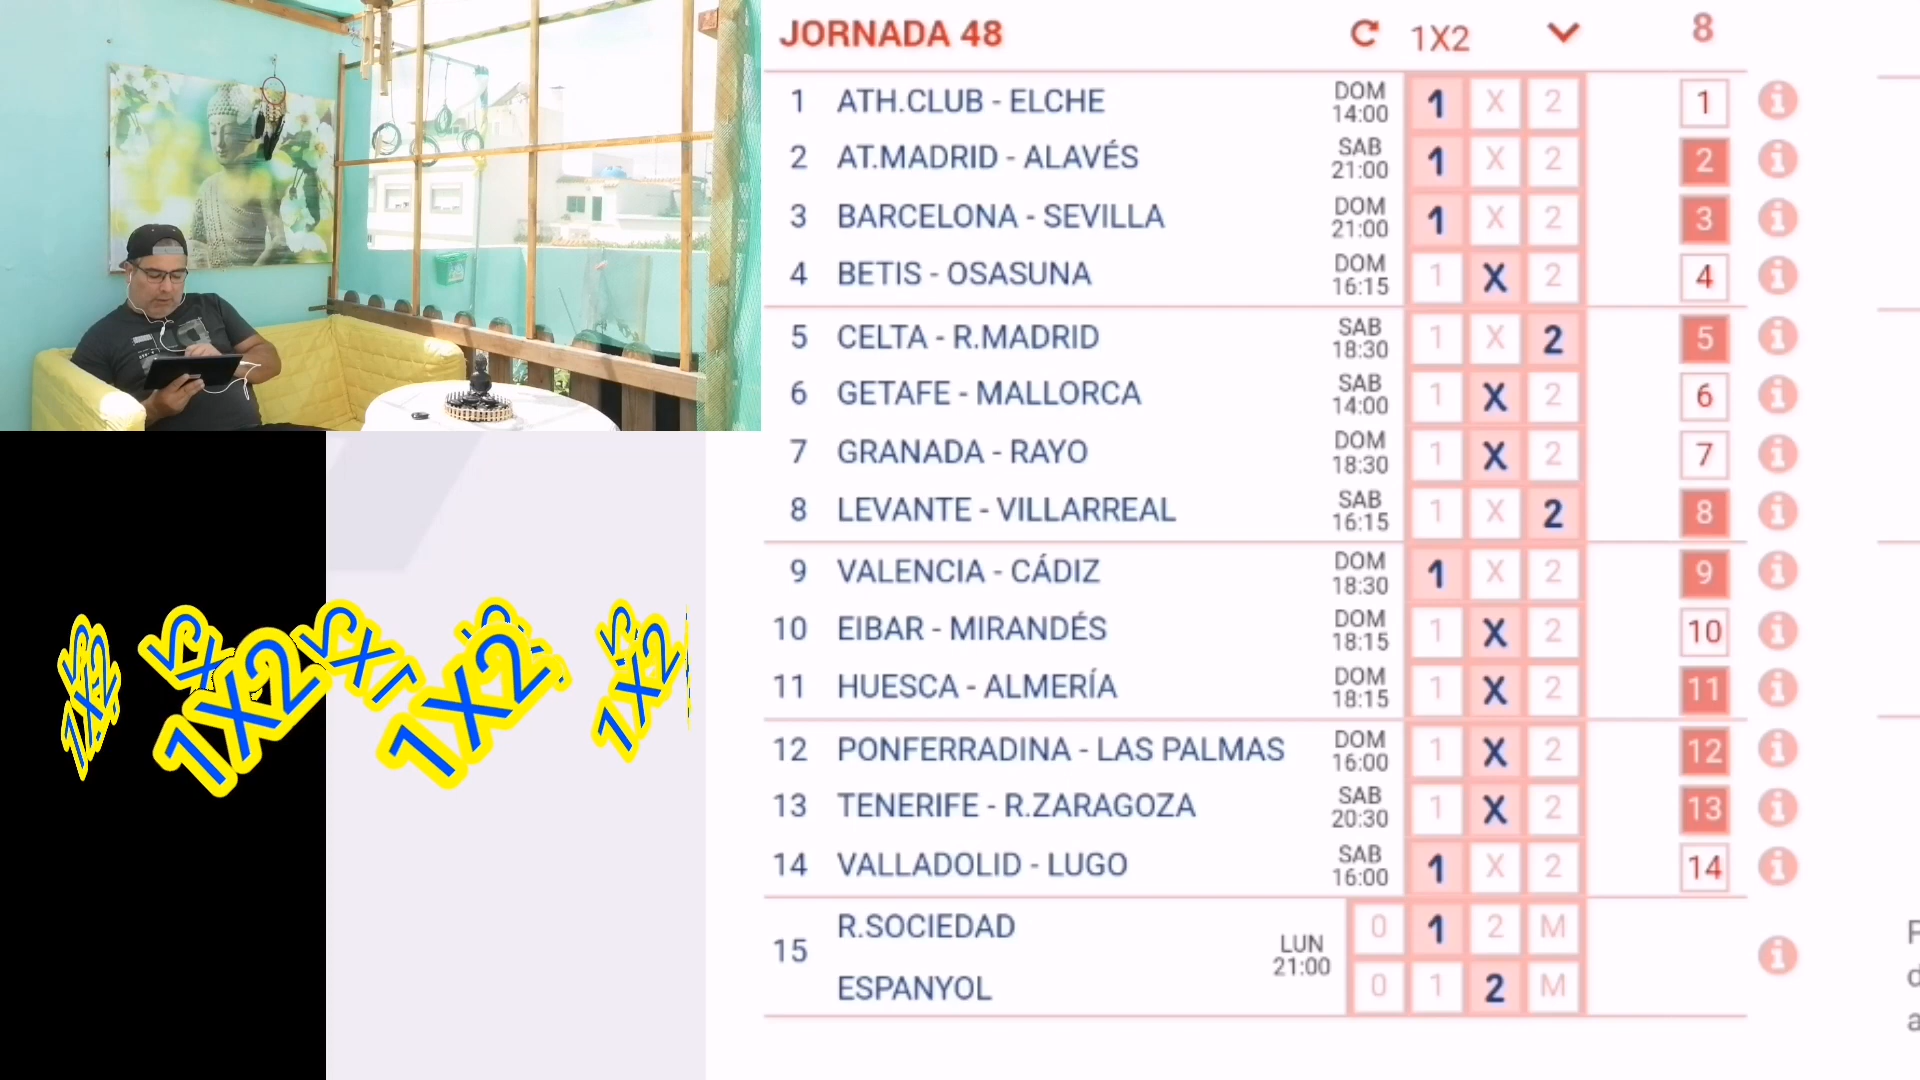 JORNADA 48 1X2 8
1 ATH.CLUB - ELCHE DOM 14:00 1 X 2 1
2 AT.MADRID - ALAVÉS SAB 21:00 1 X 2 2
3 BARCELONA - SEVILLA DOM 21:00 1 X 2 3
4 BETIS - OSASUNA DOM 16:15 1 X 2 4
5 CELTA - R.MADRID SAB 18:30 1 X 2 5
6 GETAFE - MALLORCA SAB 14:00 1 X 2 6
7 GRANADA - RAYO DOM 18:30 1 X 2 7
8 LEVANTE - VILLARREAL SAB 16:15 1 X 2 8
9 VALENCIA - CÁDIZ DOM 18:30 1 X 2 9
10 EIBAR - MIRANDÉS DOM 18:15 1 X 2 10
11 HUESCA - ALMERÍA DOM 18:15 1 X 2 11
12 PONFERRADINA - LAS PALMAS DOM 16:00 1 X 2 12
13 TENERIFE - R.ZARAGOZA SAB 20:30 1 X 2 13
14 VALLADOLID - LUGO SAB 16:00 1 X 2 14
15 R.SOCIEDAD LUN 21:00 0 1 2 M
ESPANYOL 0 1 2 M
1X2 1X2 1X2 1X2
1X2 1X2 1X2